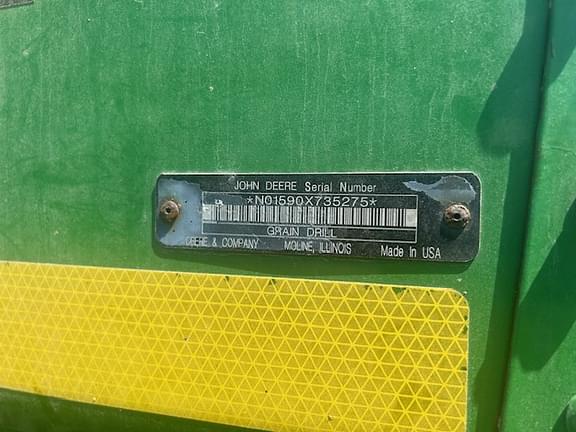 JOHN DEERE Serial Number
*N01590X735275*
GRAIN DRILL
DEERE & COMPANY MOLINE, ILLINOIS Made In USA